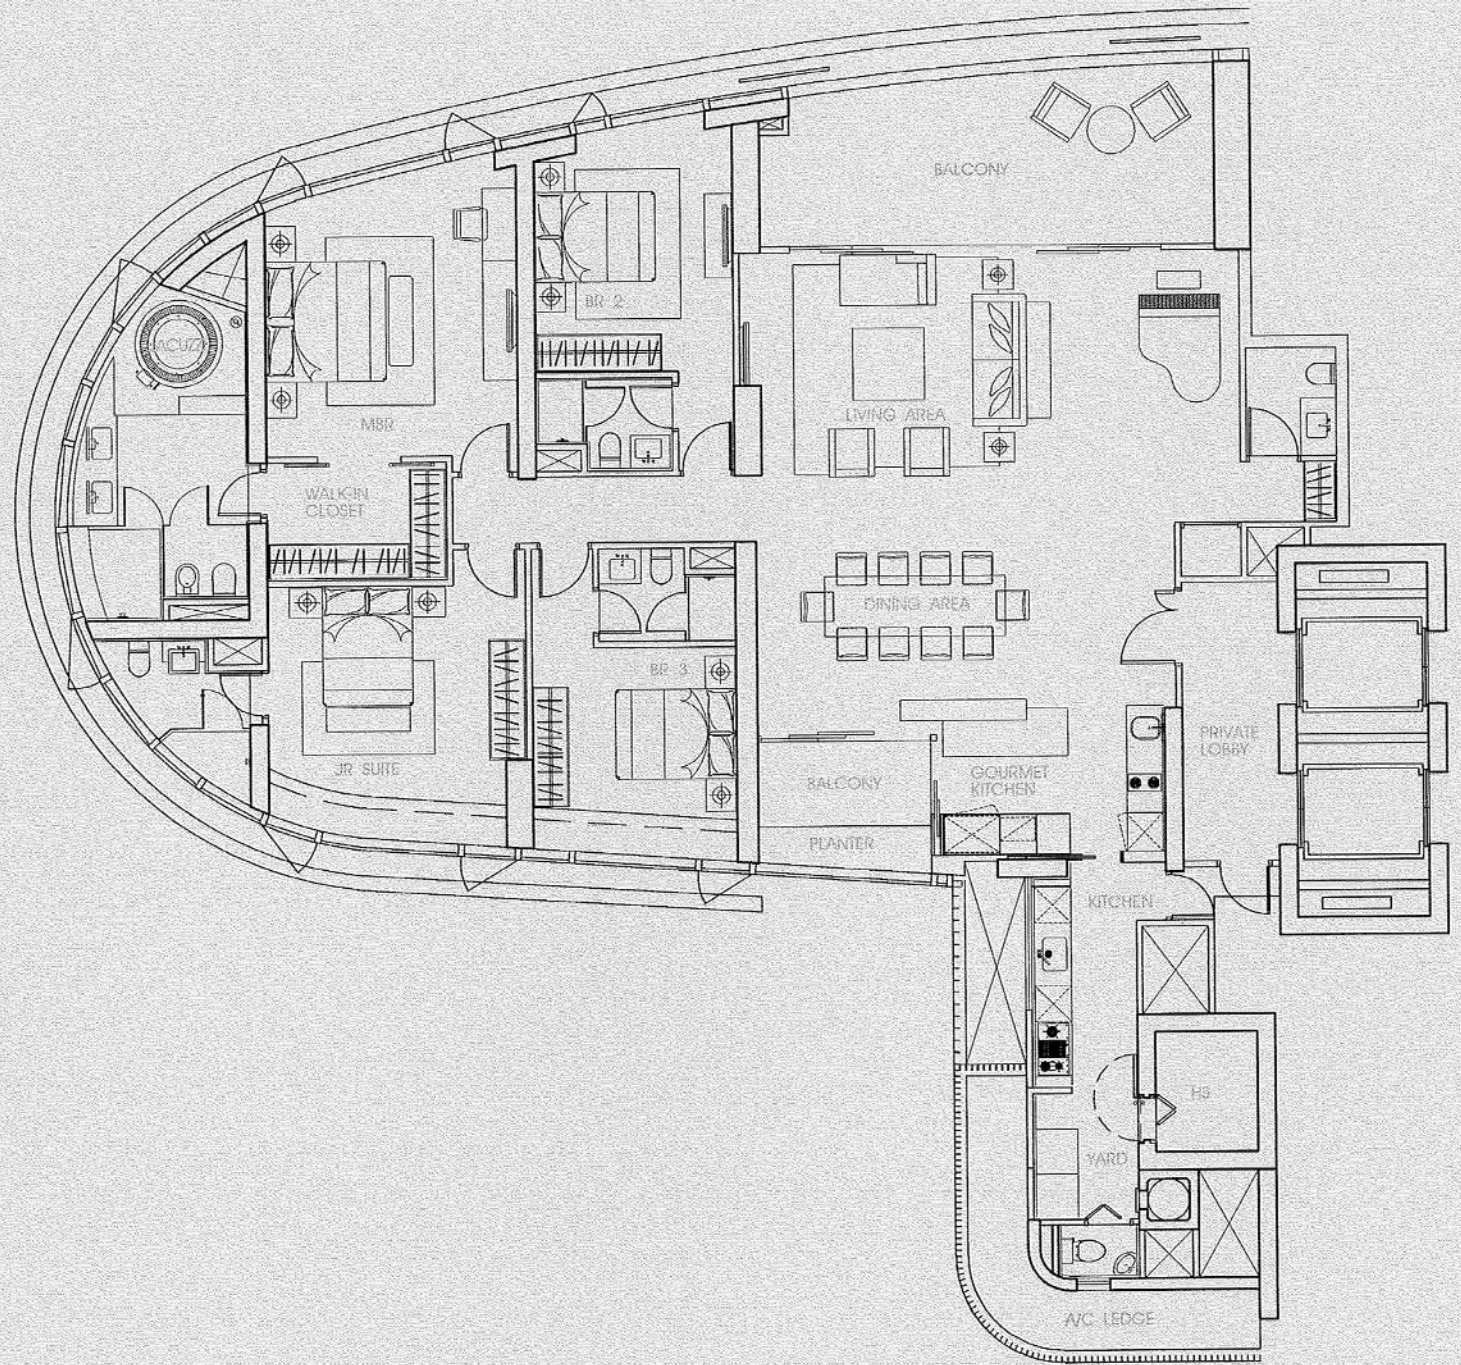 BALCONY
BR 2
JACUZZI
MBR
LIVING AREA
WALK-IN
CLOSET
DINING AREA
BR 3
JR SUITE
BALCONY
GOURMET
KITCHEN
PRIVATE
LOBBY
PLANTER
KITCHEN
HS
YARD
A/C LEDGE